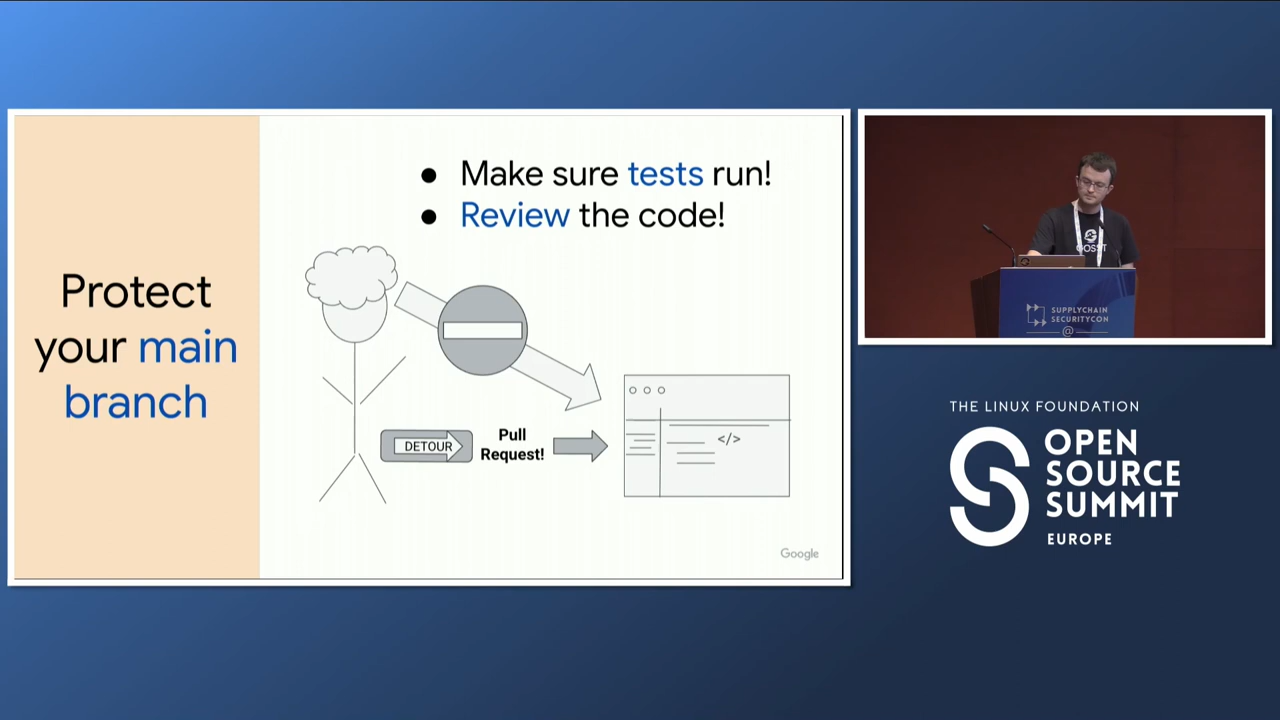 Protect
your main
branch
● Make sure tests run!
● Review the code!
DETOUR
Pull
Request!
</>
Google
SUPPLYCHAIN
SECURITYCON
@
THE LINUX FOUNDATION
OPEN
SOURCE
SUMMIT
EUROPE